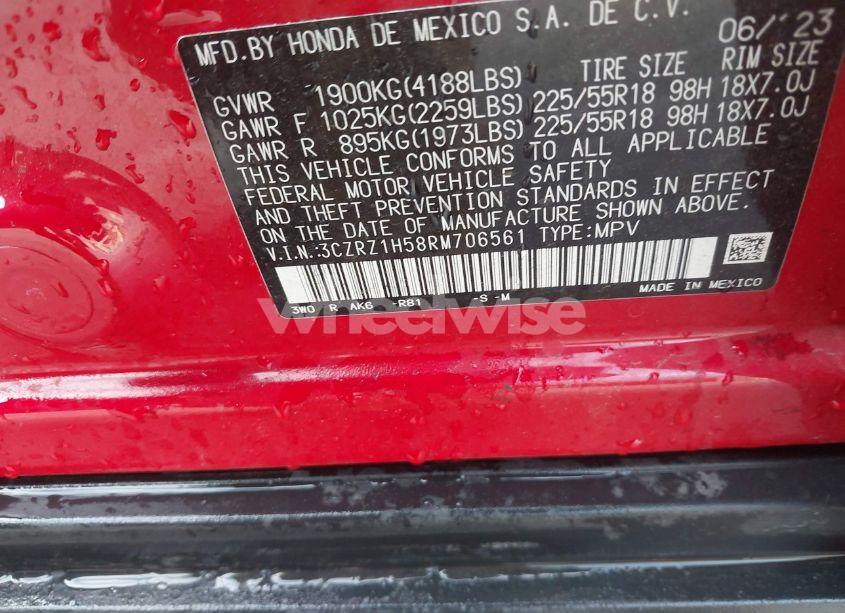 MFD.BY HONDA DE MEXICO S.A. DE C.V. 06/'23
TIRE SIZE RIM SIZE
GVWR 1900KG(4188LBS)
GAWR F 1025KG(2259LBS) 225/55R18 98H 18X7.0J
GAWR R 895KG(1973LBS) 225/55R18 98H 18X7.0J
THIS VEHICLE CONFORMS TO ALL APPLICABLE
FEDERAL MOTOR VEHICLE SAFETY
AND THEFT PREVENTION STANDARDS IN EFFECT
ON THE DATE OF MANUFACTURE SHOWN ABOVE.
V.I.N.:3CZRZ1H58RM706561 TYPE:MPV
3WO R AK6 -R81 -S -M MADE IN MEXICO
wheelwise